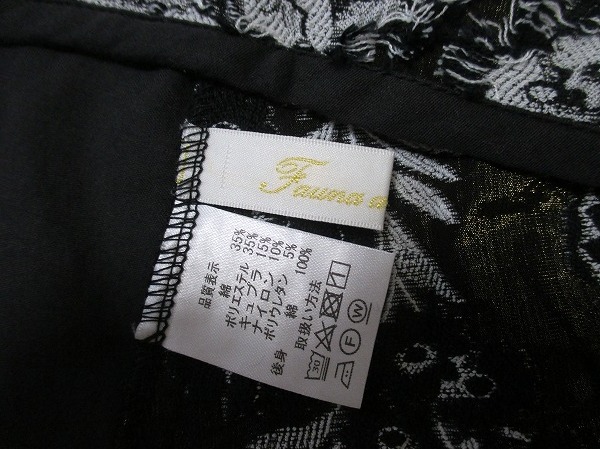 Fauna
品質表示
綿 35%
ポリエステル 35%
キュプラ 15%
ナイロン 10%
ポリウレタン 5%
後身 綿 100%
取扱い方法
30
F W